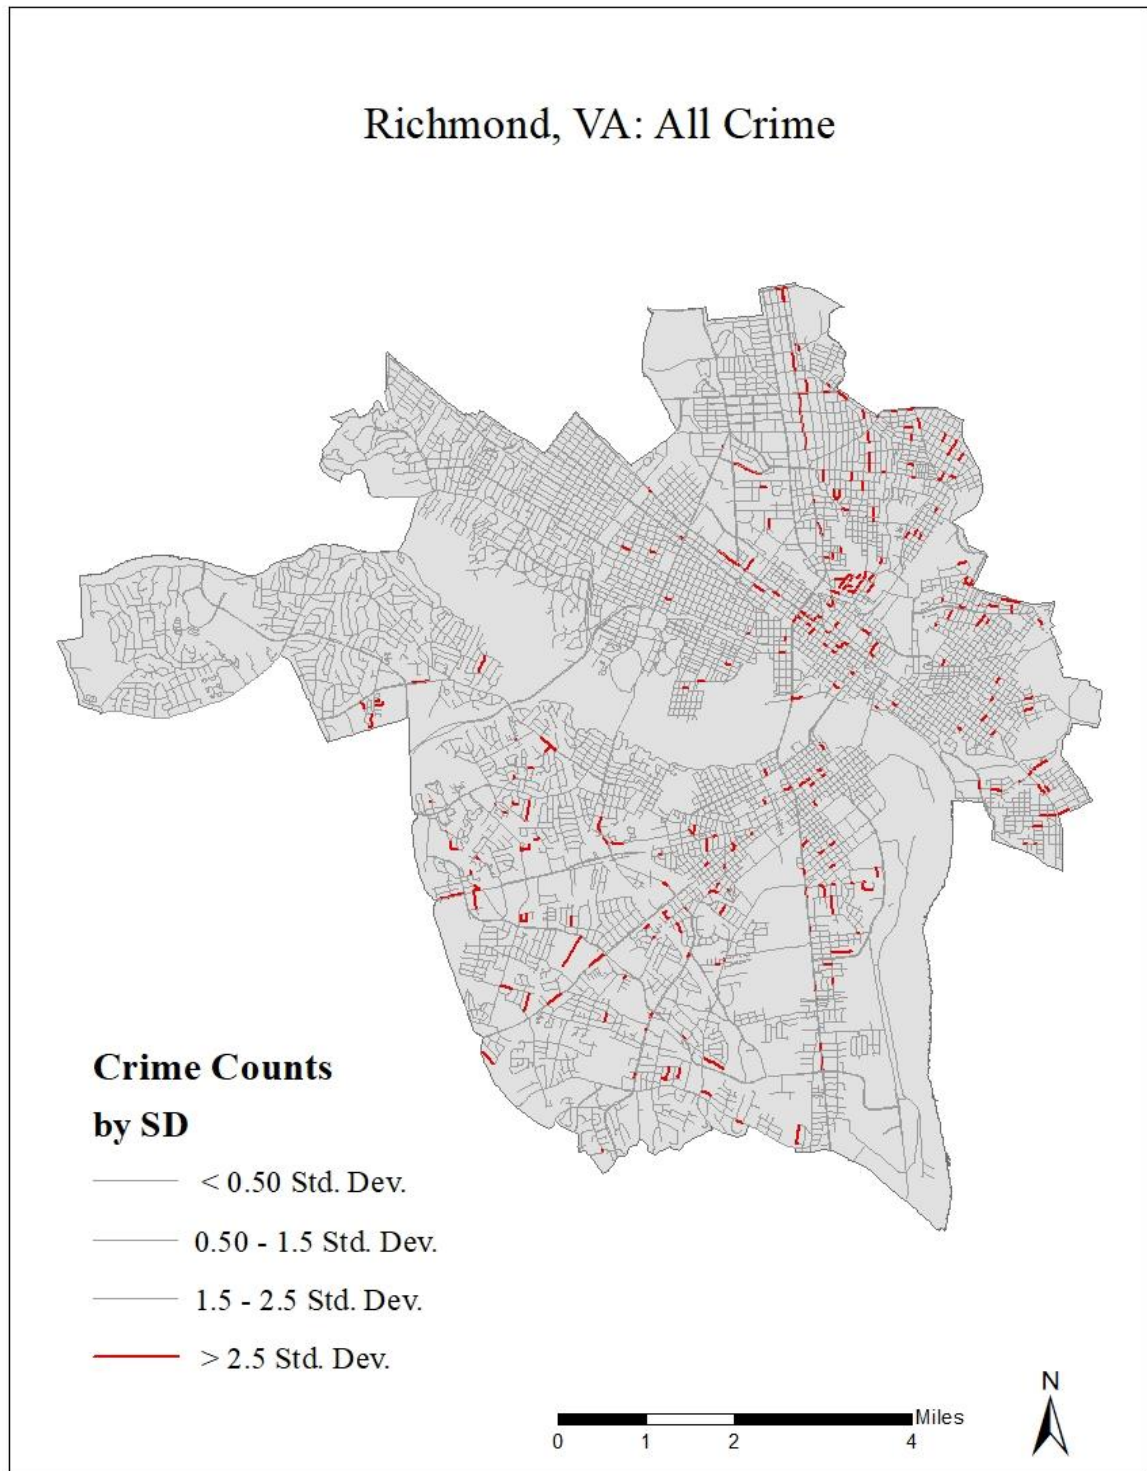 Richmond, VA: All Crime
Crime Counts
by SD
< 0.50 Std. Dev.
0.50 - 1.5 Std. Dev.
1.5 - 2.5 Std. Dev.
> 2.5 Std. Dev.
N
Miles
0 1 2 4